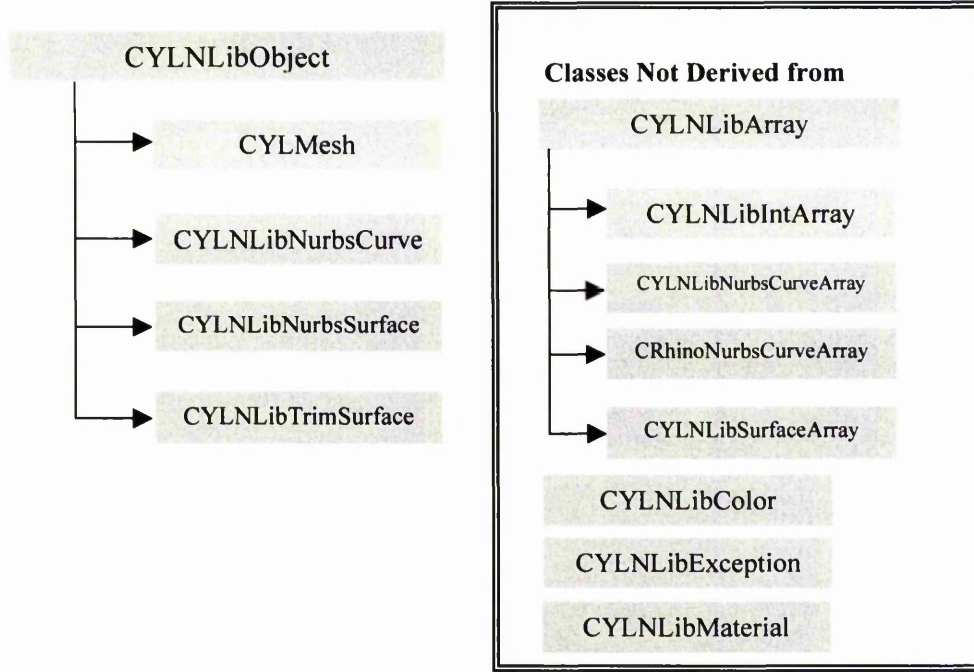 CYLNLibObject
CYLMesh
CYLNLibNurbsCurve
CYLNLibNurbsSurface
CYLNLibTrimSurface
Classes Not Derived from
CYLNLibArray
CYLNLibIntArray
CYLNLibNurbsCurveArray
CRhinoNurbsCurveArray
CYLNLibSurfaceArray
CYLNLibColor
CYLNLibException
CYLNLibMaterial